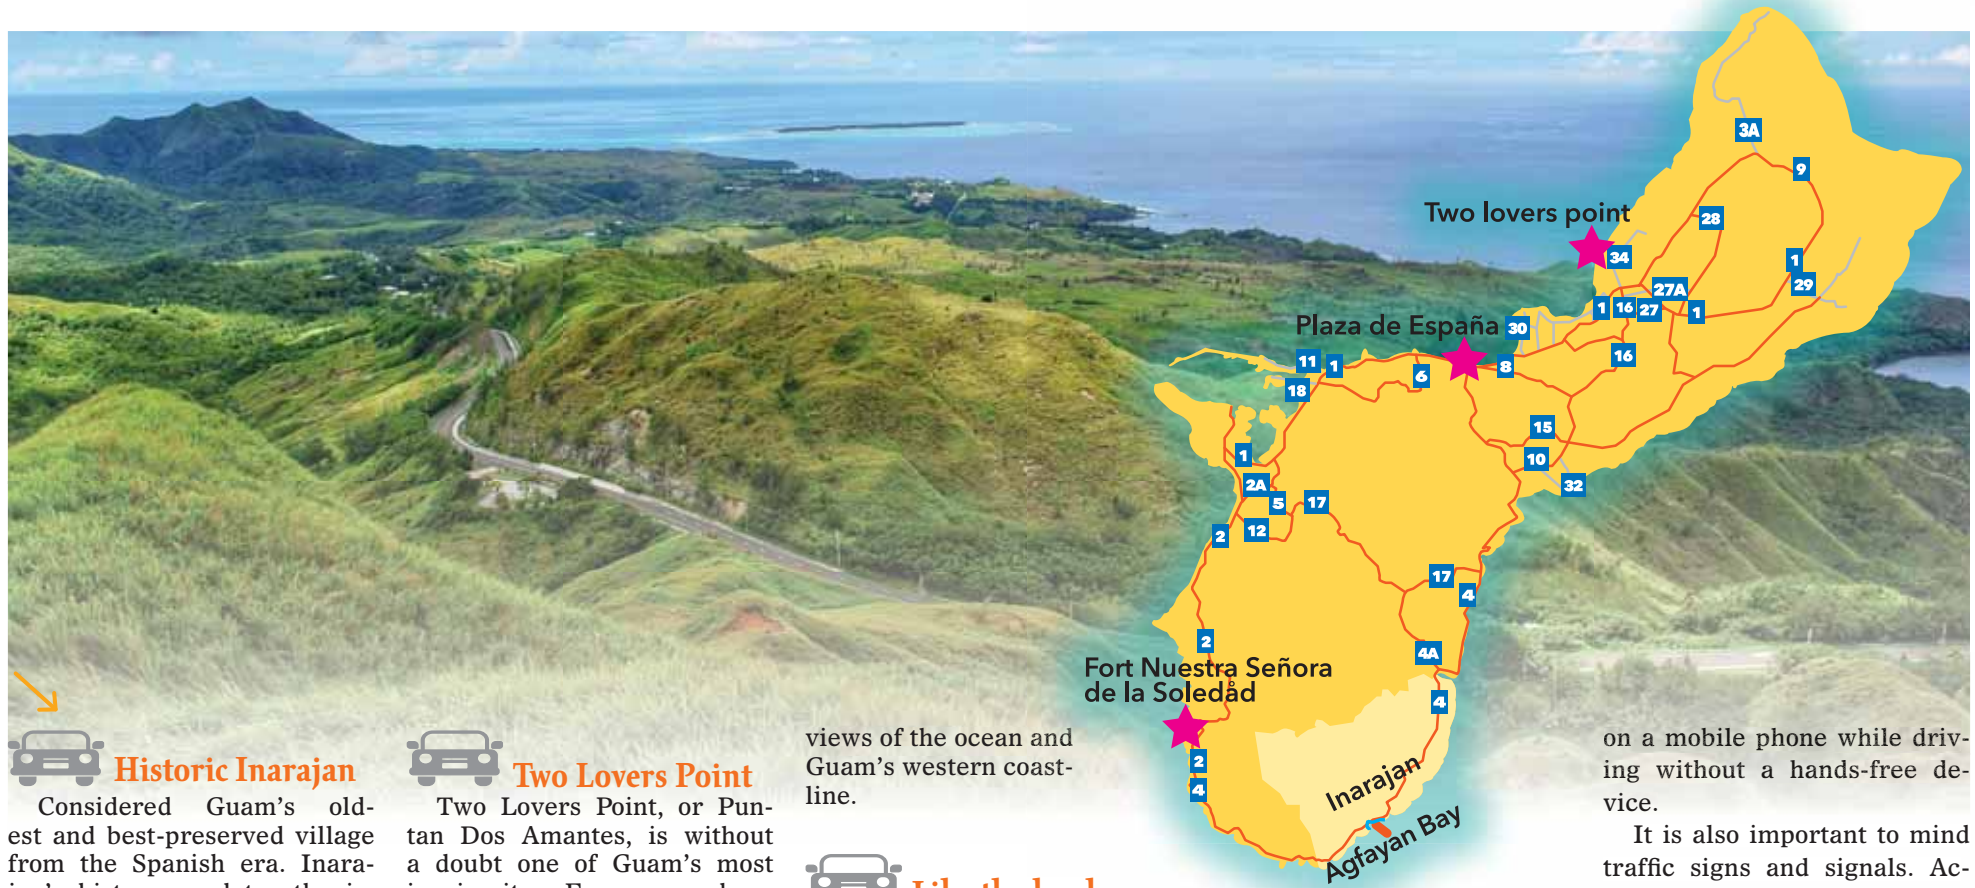 3A
9
Two lovers point
28
34
1
29
27A
1
16
27
1
Plaza de España
30
16
11
1
6
8
18
15
1
10
2A
32
5
17
12
2
17
4
2
4A
Fort Nuestra Señora
de la Soledåd
4
2
4
Inarajan
Agfayan Bay
Historic Inarajan
Considered Guam's old-
est and best-preserved village
from the Spanish era. Inara-
Two Lovers Point
Two Lovers Point, or Pun-
tan Dos Amantes, is without
a doubt one of Guam's most
views of the ocean and
Guam's western coast-
line.
on a mobile phone while driv-
ing without a hands-free de-
vice.
It is also important to mind
traffic signs and signals. Ac-